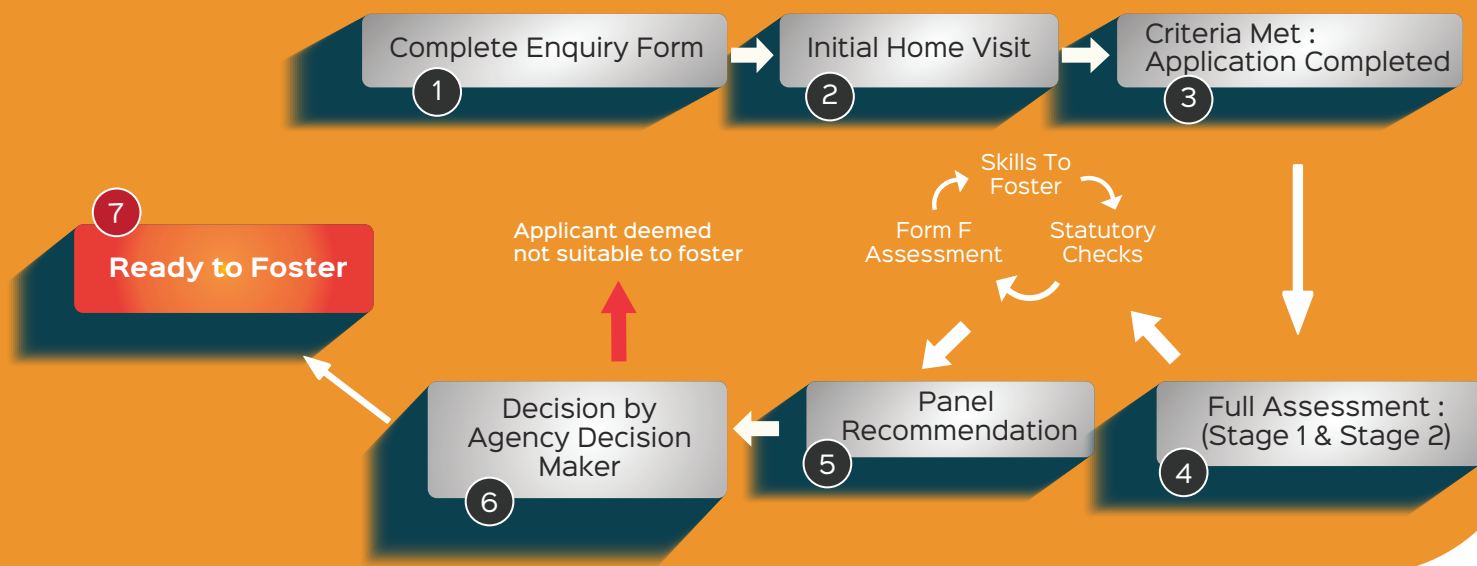 Complete Enquiry Form
1
Initial Home Visit
2
Criteria Met :
Application Completed
3
Skills To
Foster
Form F
Assessment
Statutory
Checks
7
Ready to Foster
Applicant deemed
not suitable to foster
Full Assessment :
(Stage 1 & Stage 2)
4
Panel
Recommendation
5
Decision by
Agency Decision
Maker
6